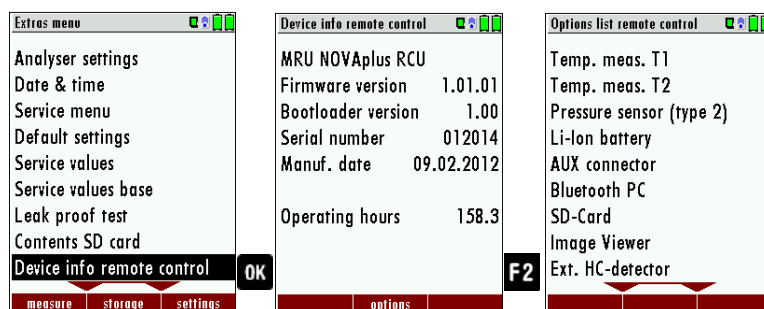 Extras menu
Analyser settings
Date & time
Service menu
Default settings
Service values
Service values base
Leak proof test
Contents SD card
Device info remote control
measure storage settings
OK
Device info remote control
MRU NOVAplus RCU
Firmware version 1.01.01
Bootloader version 1.00
Serial number 012014
Manuf. date 09.02.2012
Operating hours 158.3
options
F2
Options list remote control
Temp. meas. T1
Temp. meas. T2
Pressure sensor (type 2)
Li-Ion battery
AUX connector
Bluetooth PC
SD-Card
Image Viewer
Ext. HC-detector